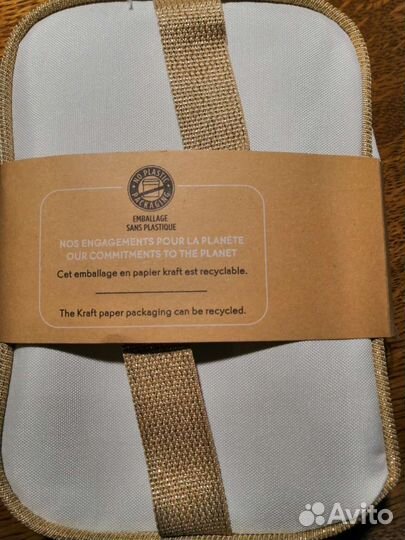 NO PLASTIC
PACKAGING
EMBALLAGE
SANS PLASTIQUE
NOS ENGAGEMENTS POUR LA PLANÈTE
OUR COMMITMENTS TO THE PLANET
Cet emballage en papier kraft est recyclable.
The Kraft paper packaging can be recycled.
Avito